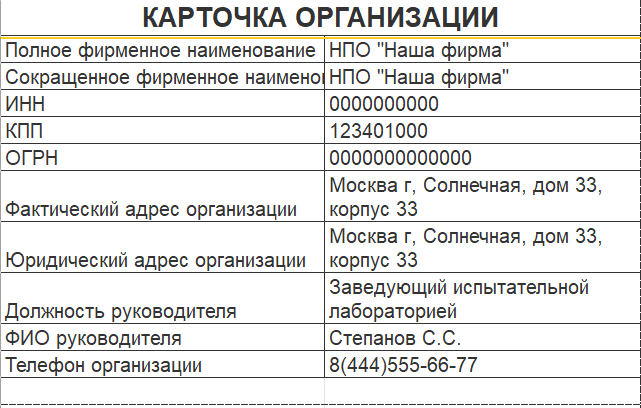 КАРТОЧКА ОРГАНИЗАЦИИ
Полное фирменное наименование НПО "Наша фирма"
Сокращенное фирменное наимено НПО "Наша фирма"
ИНН 0000000000
КПП 123401000
ОГРН 0000000000000
Фактический адрес организации Москва г, Солнечная, дом 33,
корпус 33
Юридический адрес организации Москва г, Солнечная, дом 33,
корпус 33
Должность руководителя Заведующий испытательной
лабораторией
ФИО руководителя Степанов С.С.
Телефон организации 8(444)555-66-77